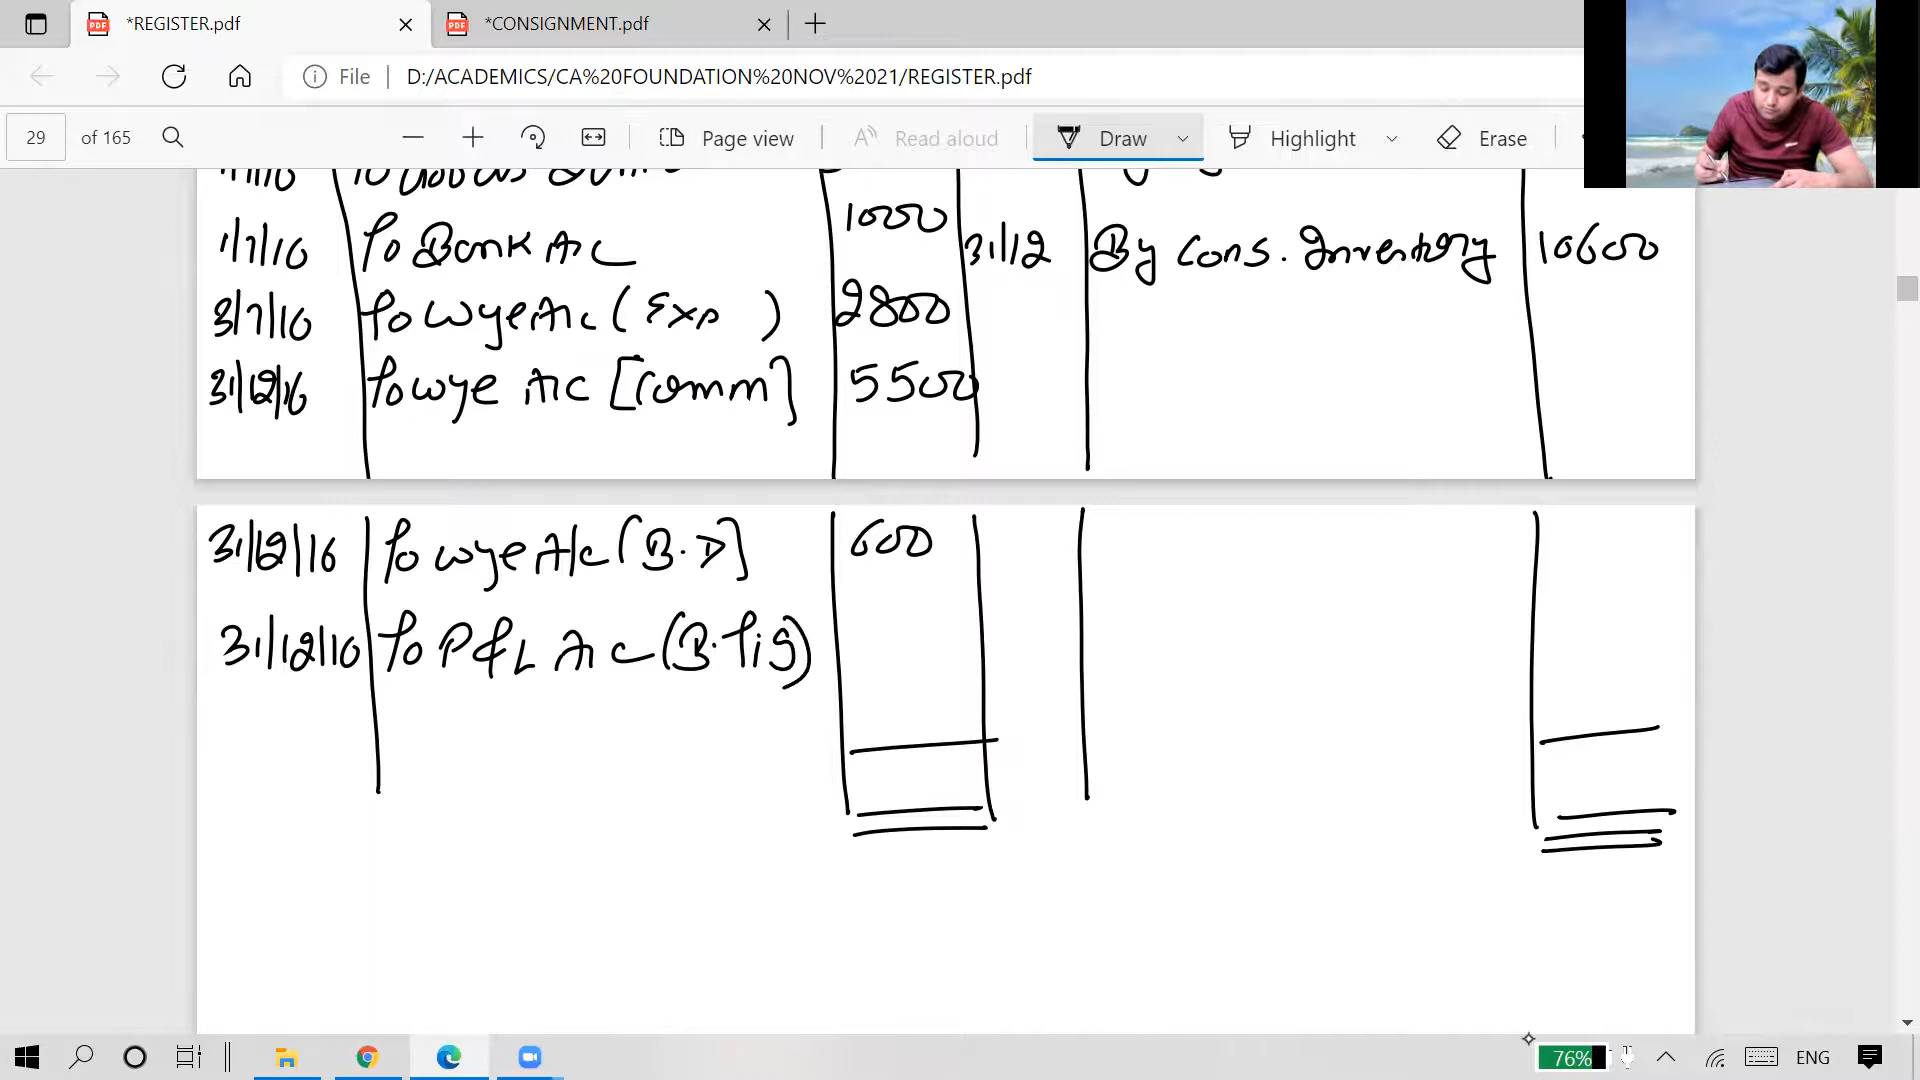 *REGISTER.pdf
*CONSIGNMENT.pdf
File
D:/ACADEMICS/CA%20FOUNDATION%20NOV%2021/REGISTER.pdf
29 of 165
Page view
Read aloud
Draw
Highlight
Erase
1000
1/7/16 To Bank A/c
31/12 By Cons. Inventory 10600
3/7/16 To Wye A/c (Exp) 2800
31/12/16 To Wye A/c [Comm] 5500
31/12/16 To Wye A/c (B.D] 600
31/12/16 To P&L A/c (B.fig)
76%
ENG